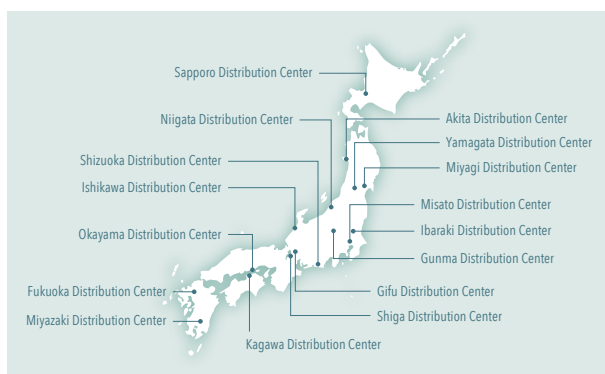 Sapporo Distribution Center
Niigata Distribution Center
Akita Distribution Center
Yamagata Distribution Center
Shizuoka Distribution Center
Miyagi Distribution Center
Ishikawa Distribution Center
Misato Distribution Center
Okayama Distribution Center
Ibaraki Distribution Center
Gunma Distribution Center
Fukuoka Distribution Center
Gifu Distribution Center
Miyazaki Distribution Center
Shiga Distribution Center
Kagawa Distribution Center